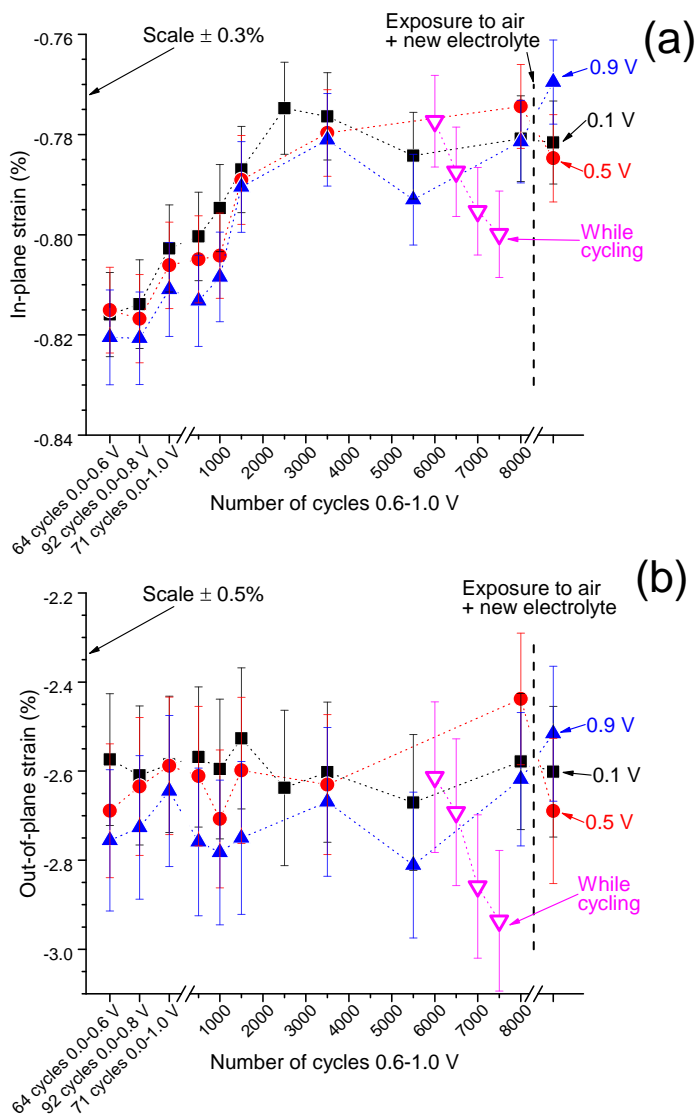 (a)
Scale ± 0.3%
Exposure to air
+ new electrolyte
0.9 V
0.1 V
0.5 V
While
cycling
In-plane strain (%)
-0.76
-0.78
-0.80
-0.82
-0.84
64 cycles 0.0-0.6 V
92 cycles 0.0-0.8 V
71 cycles 0.0-1.0 V
1000
2000
3000
4000
5000
6000
7000
8000
Number of cycles 0.6-1.0 V
(b)
Scale ± 0.5%
Exposure to air
+ new electrolyte
0.9 V
0.1 V
0.5 V
While
cycling
Out-of-plane strain (%)
-2.2
-2.4
-2.6
-2.8
-3.0
64 cycles 0.0-0.6 V
92 cycles 0.0-0.8 V
71 cycles 0.0-1.0 V
1000
2000
3000
4000
5000
6000
7000
8000
Number of cycles 0.6-1.0 V